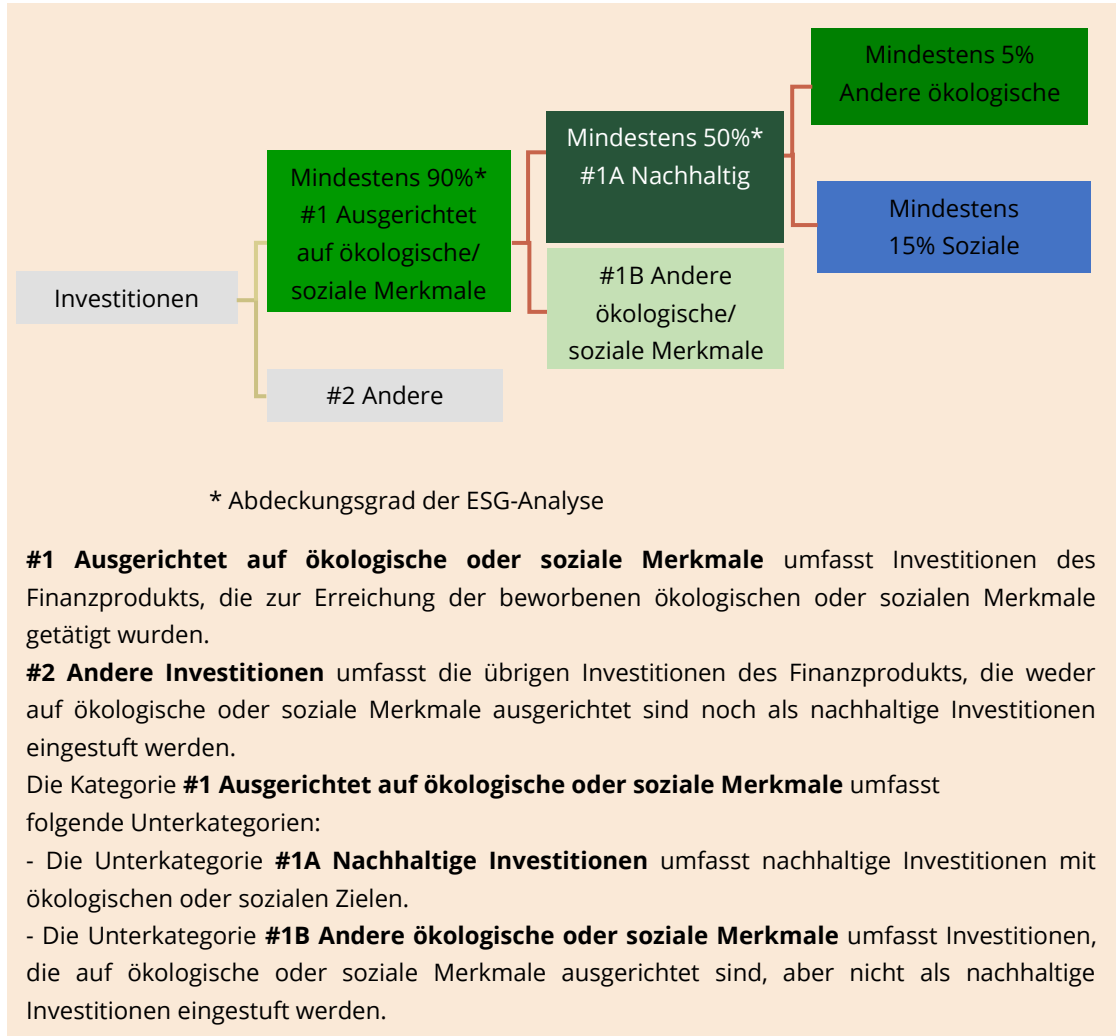 Mindestens 5%
Andere ökologische
Mindestens 50%*
#1A Nachhaltig
Mindestens 90%*
#1 Ausgerichtet
auf ökologische/
soziale Merkmale
Mindestens
15% Soziale
#1B Andere
ökologische/
soziale Merkmale
Investitionen
#2 Andere
* Abdeckungsgrad der ESG-Analyse
#1 Ausgerichtet auf ökologische oder soziale Merkmale umfasst Investitionen des
Finanzprodukts, die zur Erreichung der beworbenen ökologischen oder sozialen Merkmale
getätigt wurden.
#2 Andere Investitionen umfasst die übrigen Investitionen des Finanzprodukts, die weder
auf ökologische oder soziale Merkmale ausgerichtet sind noch als nachhaltige Investitionen
eingestuft werden.
Die Kategorie #1 Ausgerichtet auf ökologische oder soziale Merkmale umfasst
folgende Unterkategorien:
- Die Unterkategorie #1A Nachhaltige Investitionen umfasst nachhaltige Investitionen mit
ökologischen oder sozialen Zielen.
- Die Unterkategorie #1B Andere ökologische oder soziale Merkmale umfasst Investitionen,
die auf ökologische oder soziale Merkmale ausgerichtet sind, aber nicht als nachhaltige
Investitionen eingestuft werden.